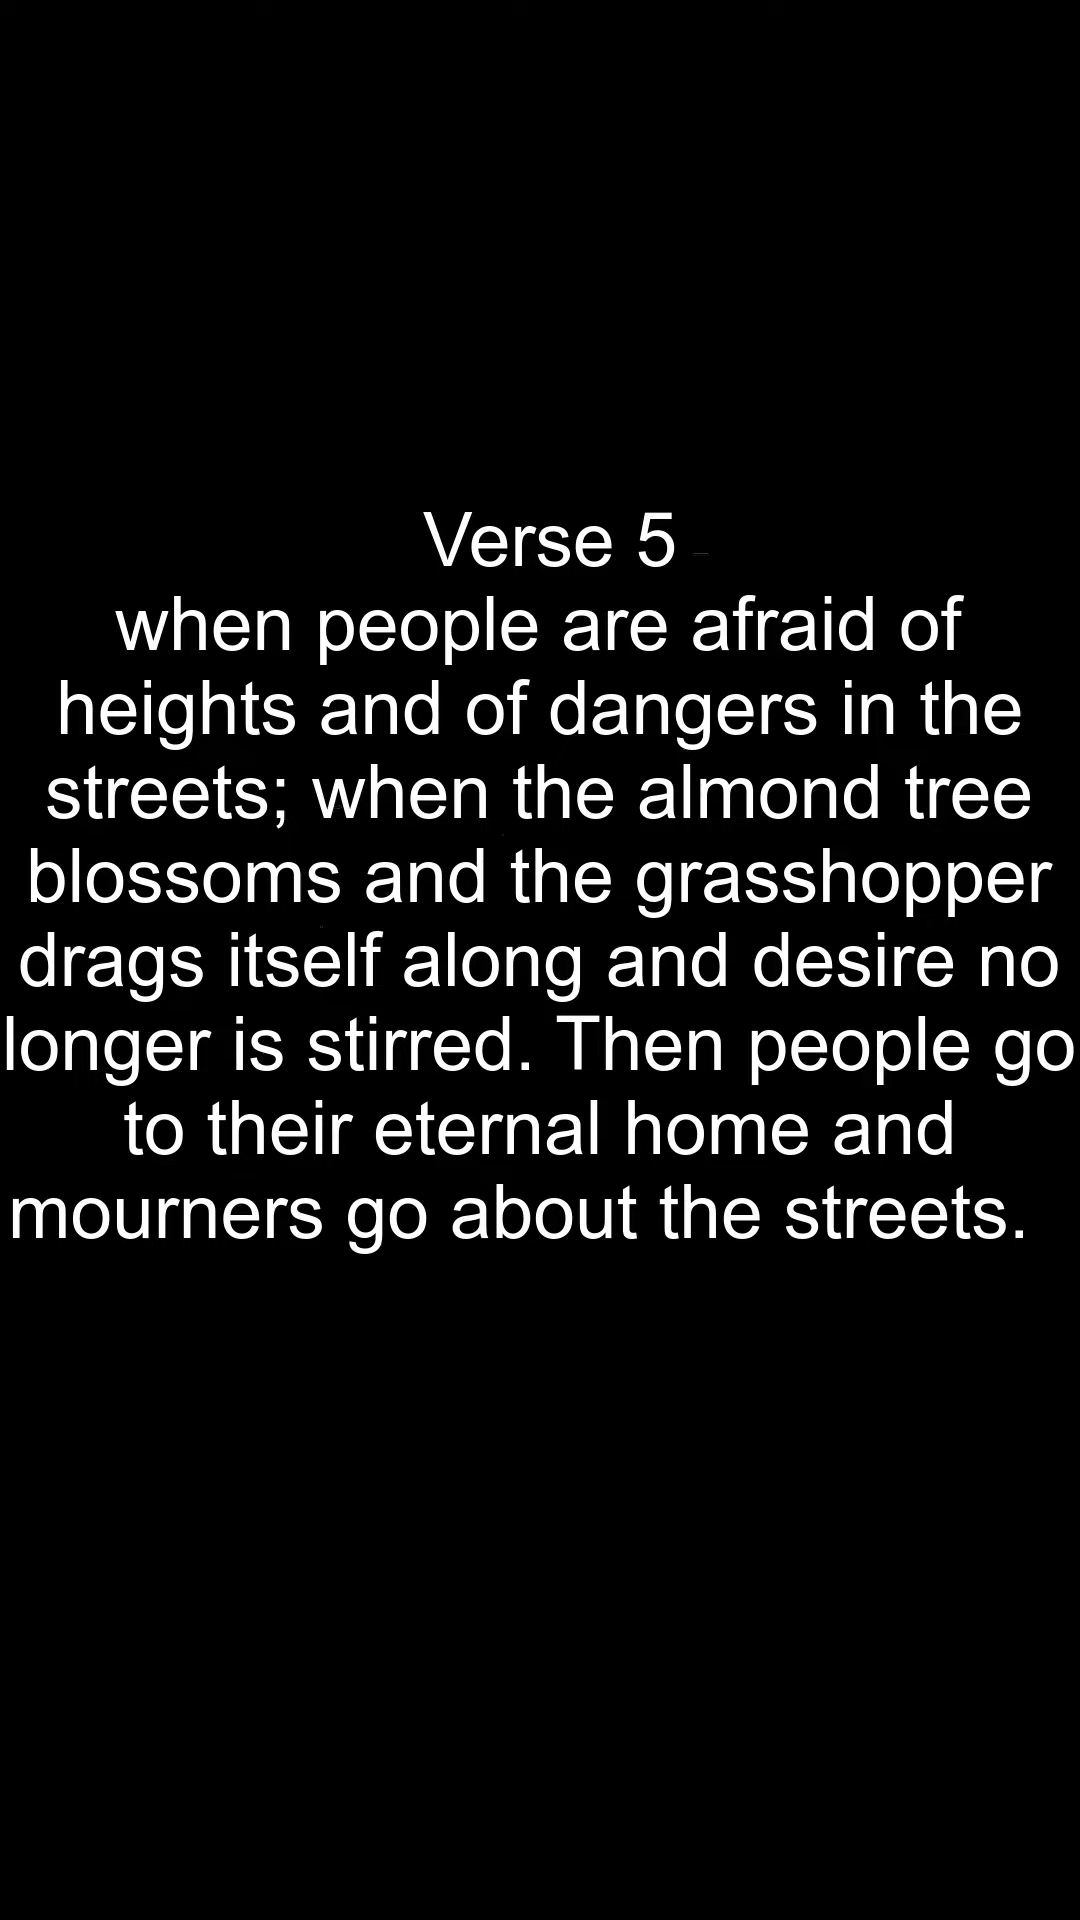 Verse 5
when people are afraid of
heights and of dangers in the
streets; when the almond tree
blossoms and the grasshopper
drags itself along and desire no
longer is stirred. Then people go
to their eternal home and
mourners go about the streets.